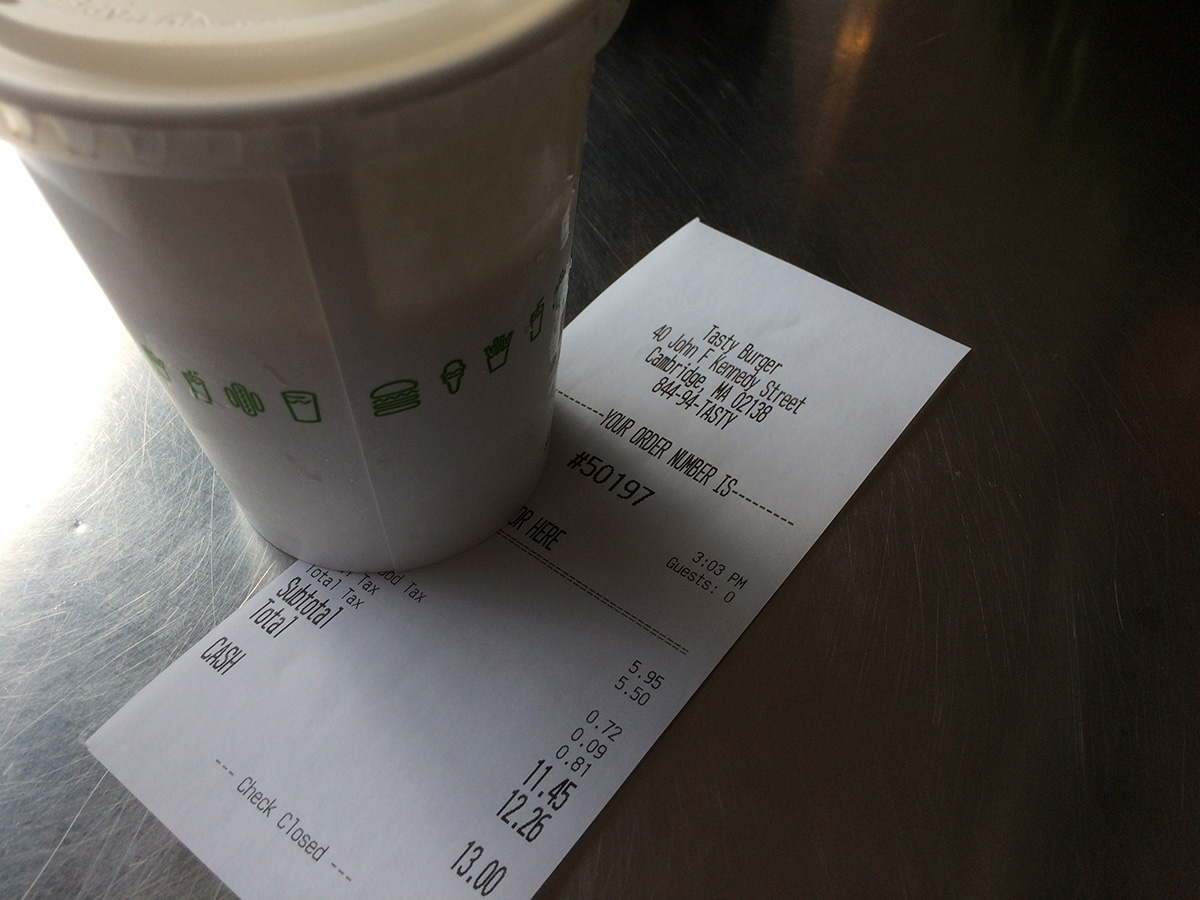 Tasty Burger
40 John F Kennedy Street
Cambridge, MA 02138
844-94-TASTY
-----YOUR ORDER NUMBER IS-----
#50197
OR HERE
3:03 PM
Guests: 0
5.95
5.50
ood Tax 0.72
Tax 0.09
Total Tax 0.81
Subtotal 11.45
Total 12.26
CASH 13.00
--- Check Closed ---